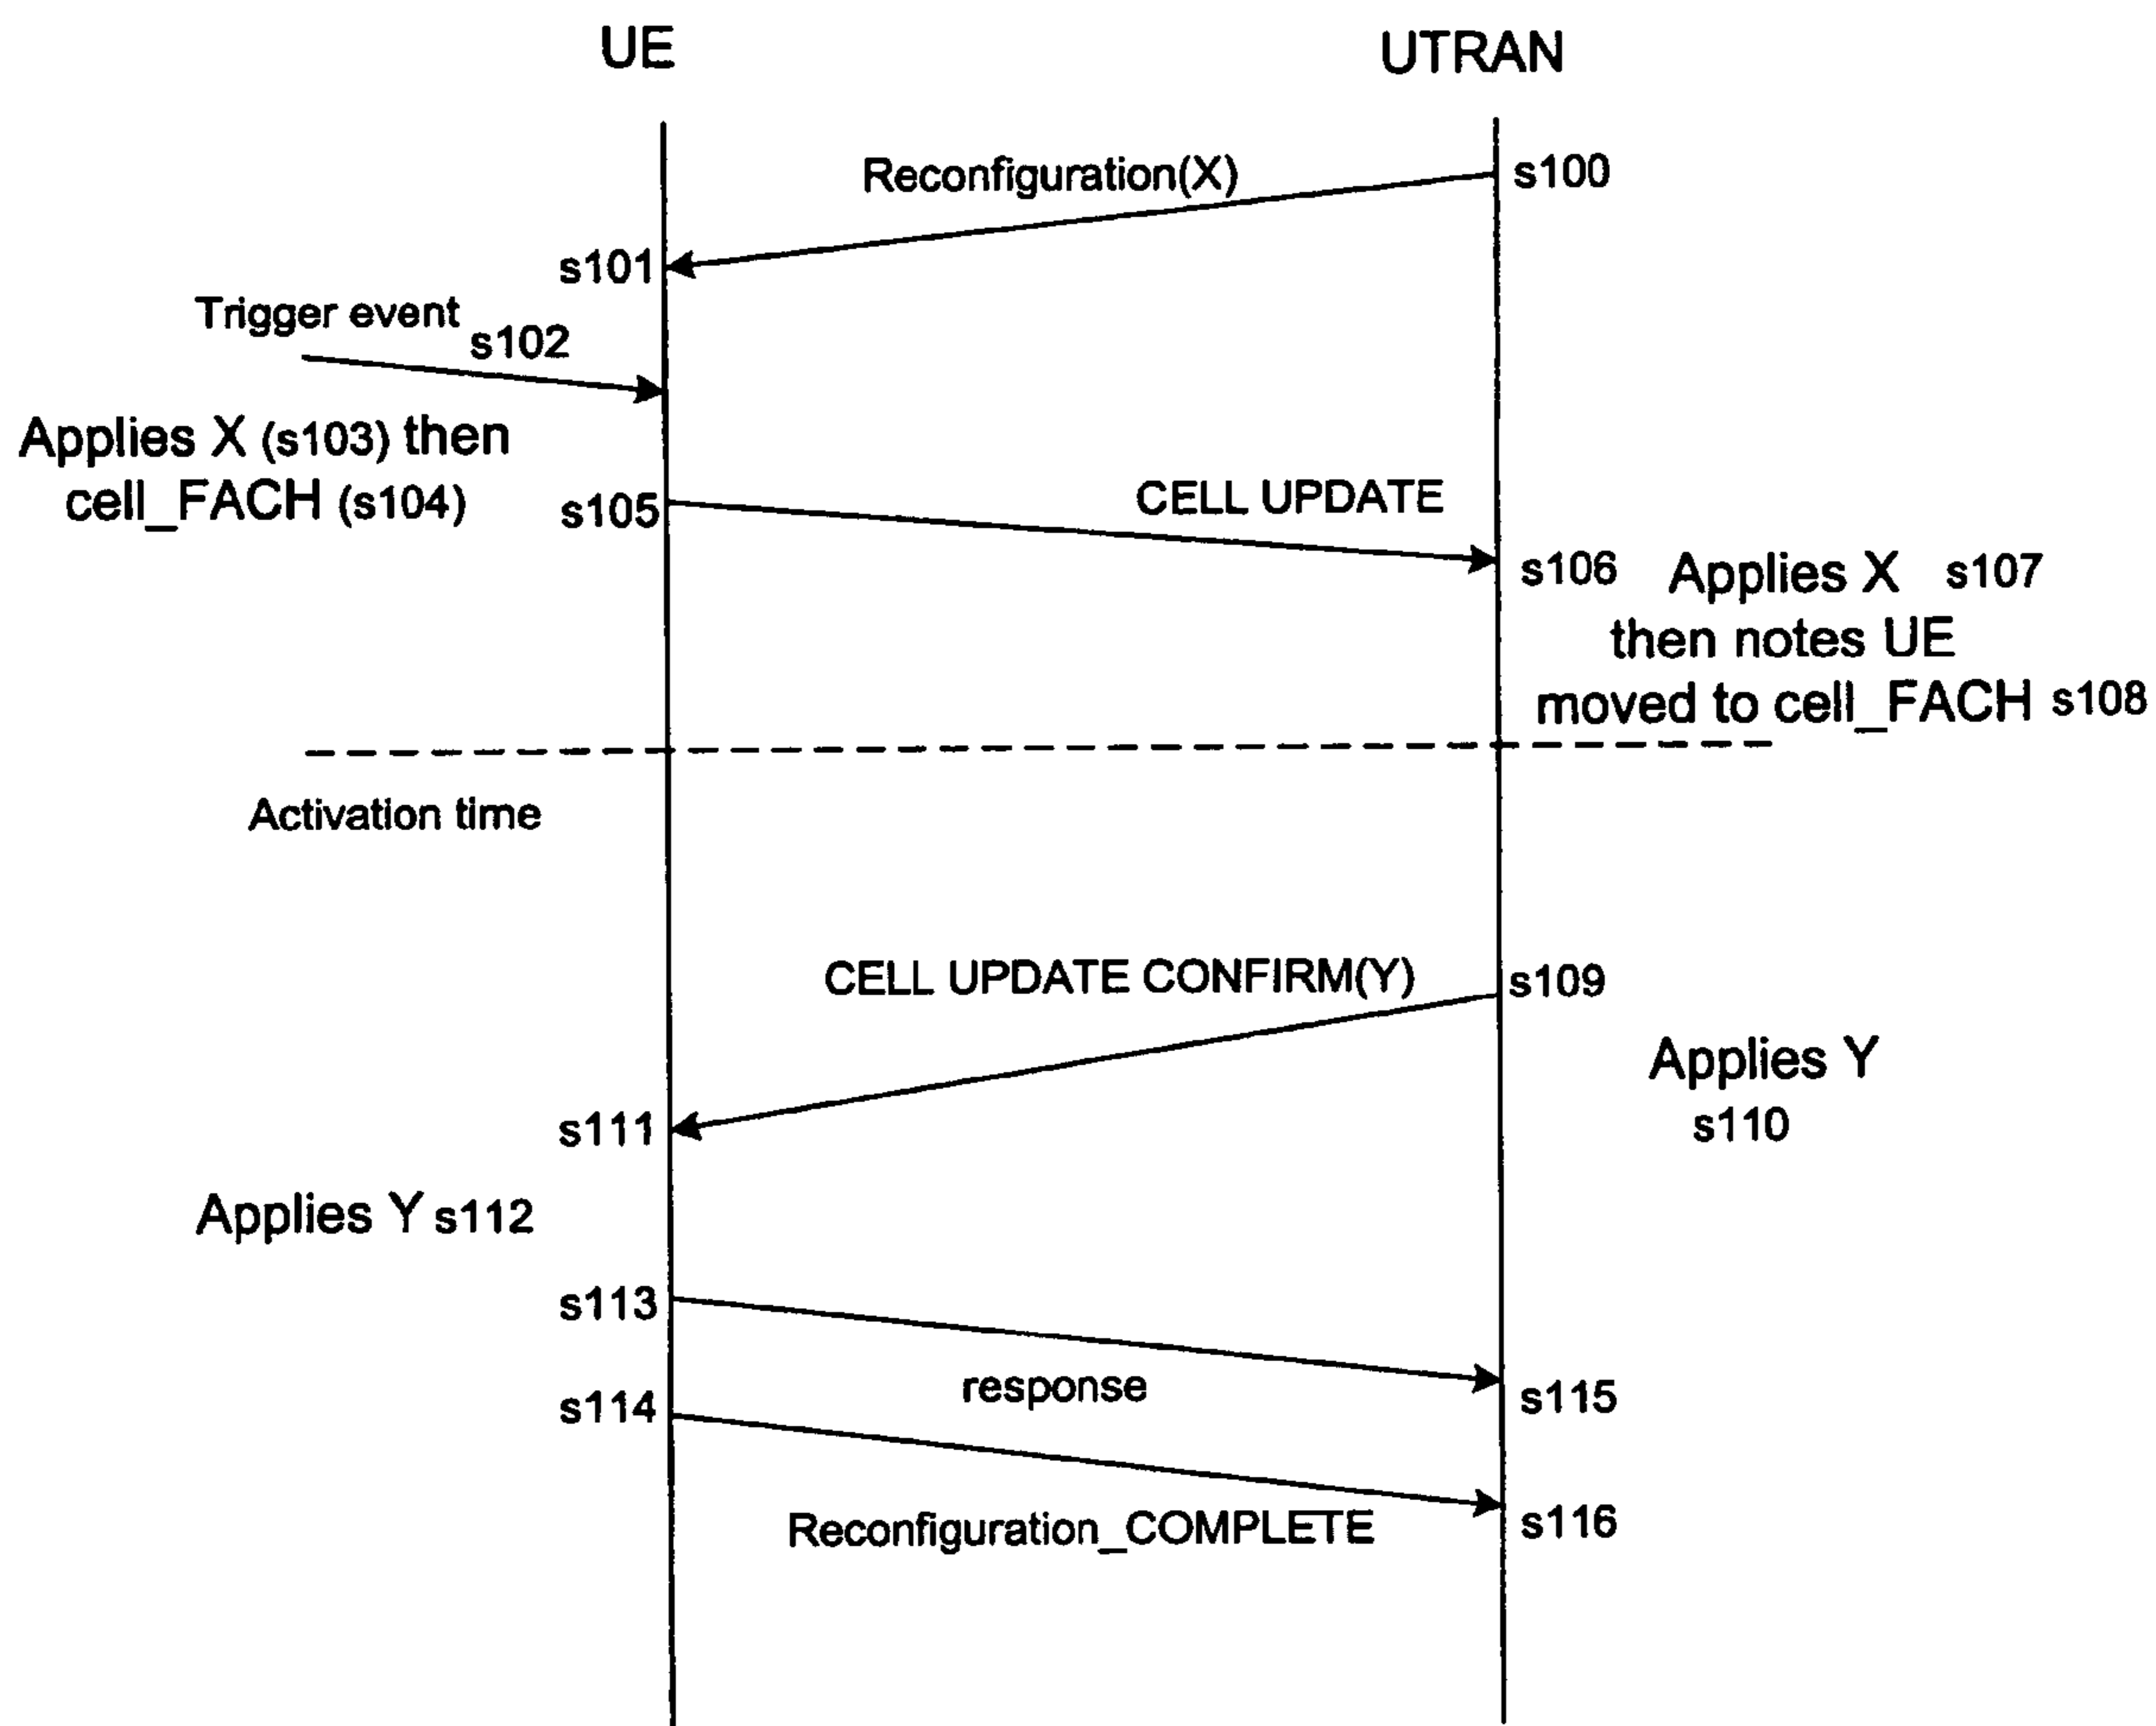 UE
UTRAN
Reconfiguration(X)
s100
s101
Trigger event
s102
Applies X (s103) then
cell_FACH (s104)
s105
CELL UPDATE
s106
Applies X s107
then notes UE
moved to cell_FACH s108
Activation time
CELL UPDATE CONFIRM(Y)
s109
Applies Y
s110
s111
Applies Y s112
s113
response
s115
s114
Reconfiguration_COMPLETE
s116